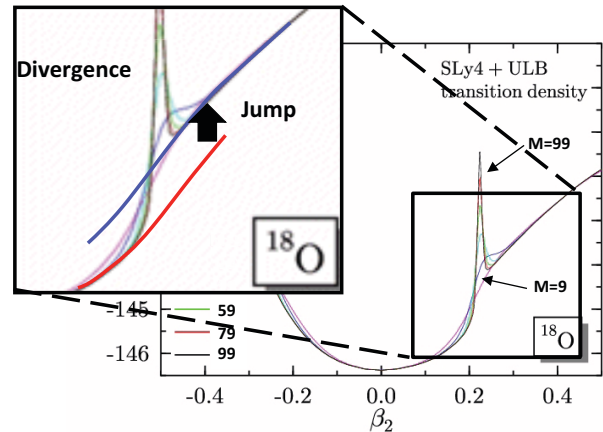 Divergence
Jump
¹⁸O
SLy4 + ULB
transition density
M=99
M=9
¹⁸O
-145
-146
59
79
99
-0.4
-0.2
0.0
0.2
0.4
β₂